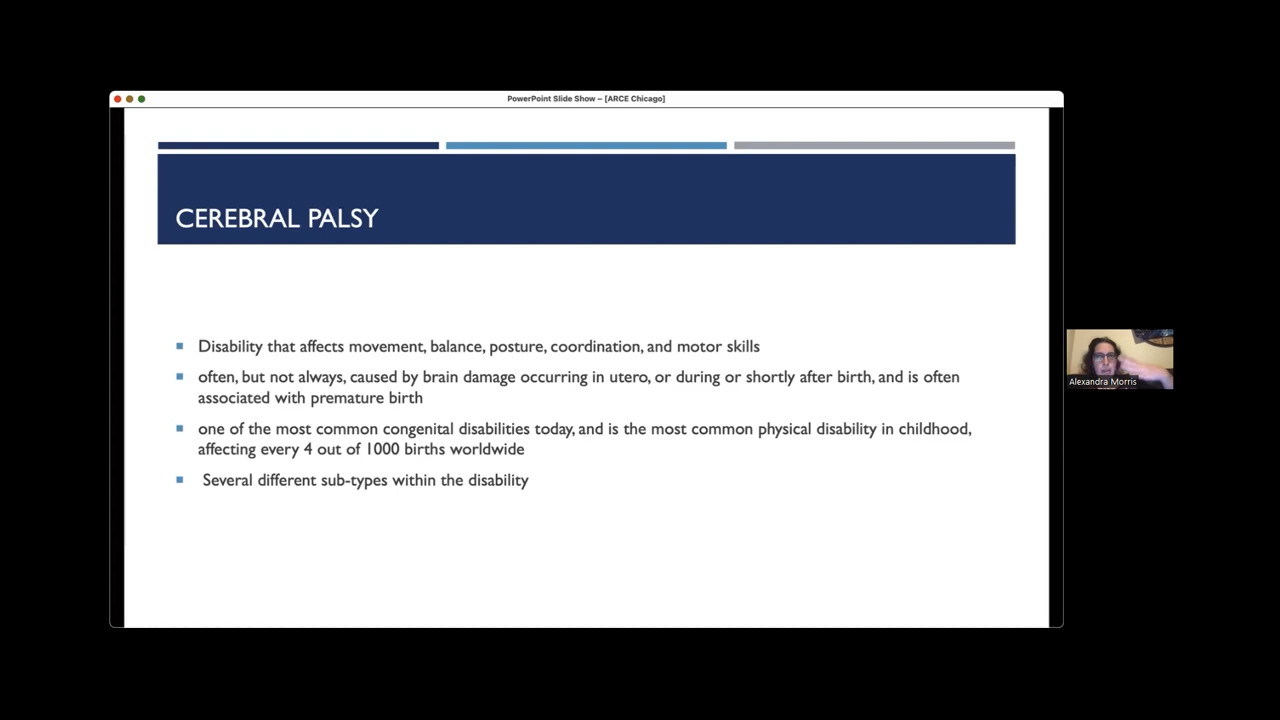 PowerPoint Slide Show – [ARCE Chicago]
CEREBRAL PALSY
Disability that affects movement, balance, posture, coordination, and motor skills
often, but not always, caused by brain damage occurring in utero, or during or shortly after birth, and is often
associated with premature birth
one of the most common congenital disabilities today, and is the most common physical disability in childhood,
affecting every 4 out of 1000 births worldwide
Several different sub-types within the disability
Alexandra Morris